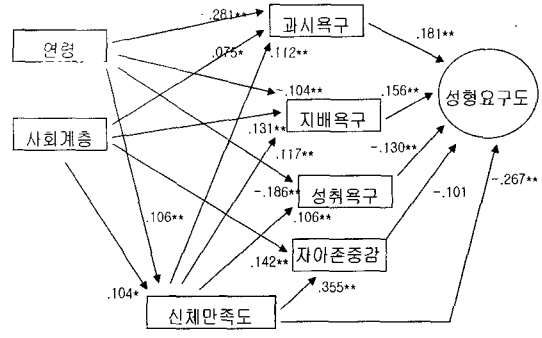 -.281**
과시욕구
연령
.075*
.112**
.181**
-.104**
.156**
성형요구도
지배욕구
사회계층
.131**
.117**
-.130**
-.186**
성취욕구
-.101
-.267**
.106**
.106**
.142**
자아존중감
.104*
.355**
신체만족도